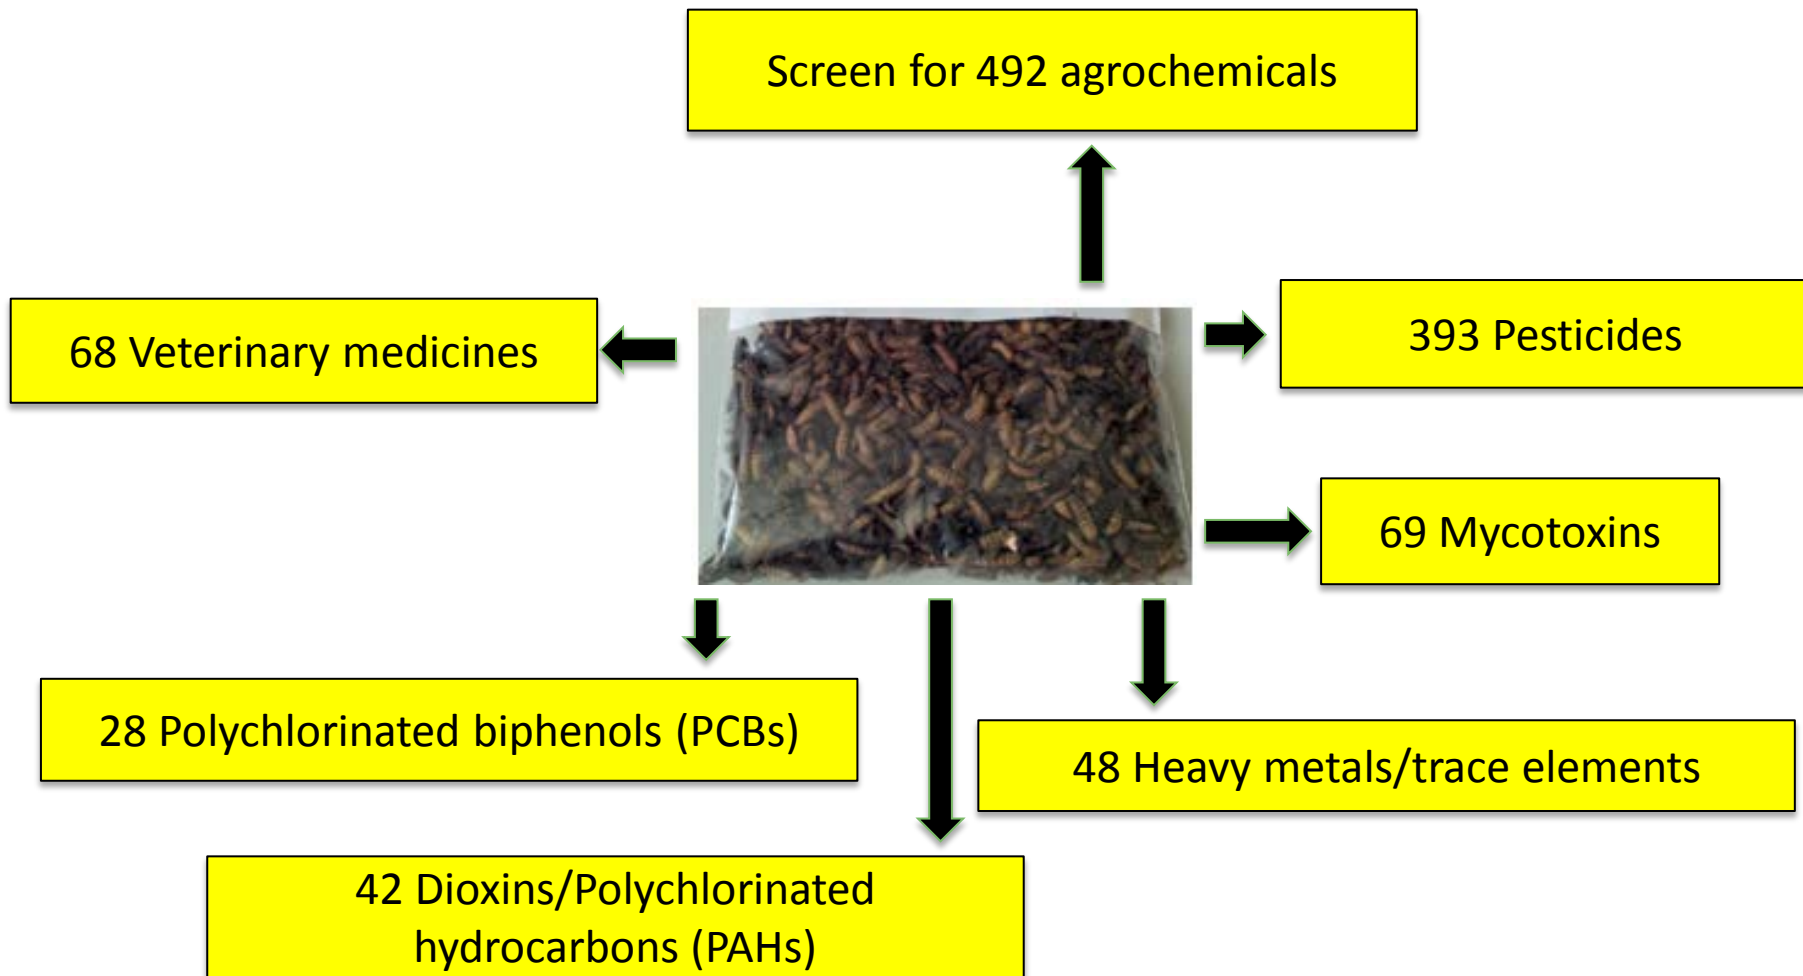 Screen for 492 agrochemicals
68 Veterinary medicines
393 Pesticides
69 Mycotoxins
28 Polychlorinated biphenols (PCBs)
48 Heavy metals/trace elements
42 Dioxins/Polychlorinated
hydrocarbons (PAHs)